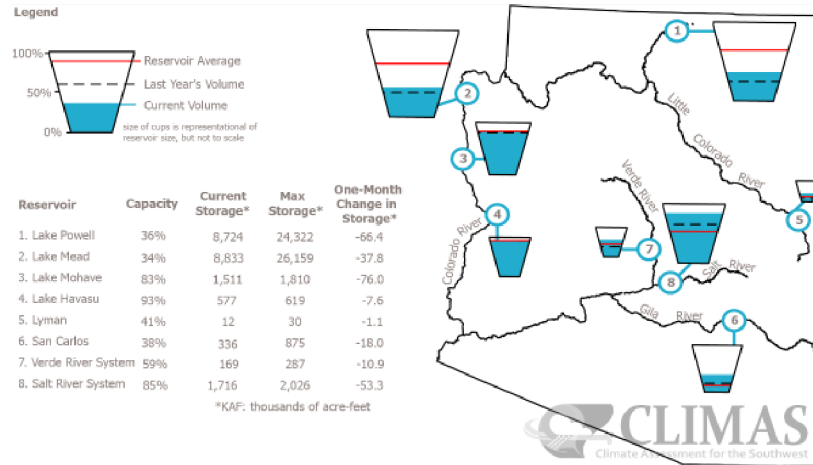 Legend
100%
50%
0%
Reservoir Average
Last Year's Volume
Current Volume
size of cups is representational of
reservoir size, but not to scale
Reservoir Capacity Current Storage* Max Storage* One-Month Change in Storage*
1. Lake Powell 36% 8,724 24,322 -66.4
2. Lake Mead 34% 8,833 26,159 -37.8
3. Lake Mohave 83% 1,511 1,810 -76.0
4. Lake Havasu 93% 577 619 -7.6
5. Lyman 41% 12 30 -1.1
6. San Carlos 38% 336 875 -18.0
7. Verde River System 59% 169 287 -10.9
8. Salt River System 85% 1,716 2,026 -53.3
*KAF: thousands of acre-feet
1
2
3
4
5
6
7
8
Little Colorado River
Verde River
Colorado River
Salt River
Gila River
CLIMAS
Climate Assessment for the Southwest